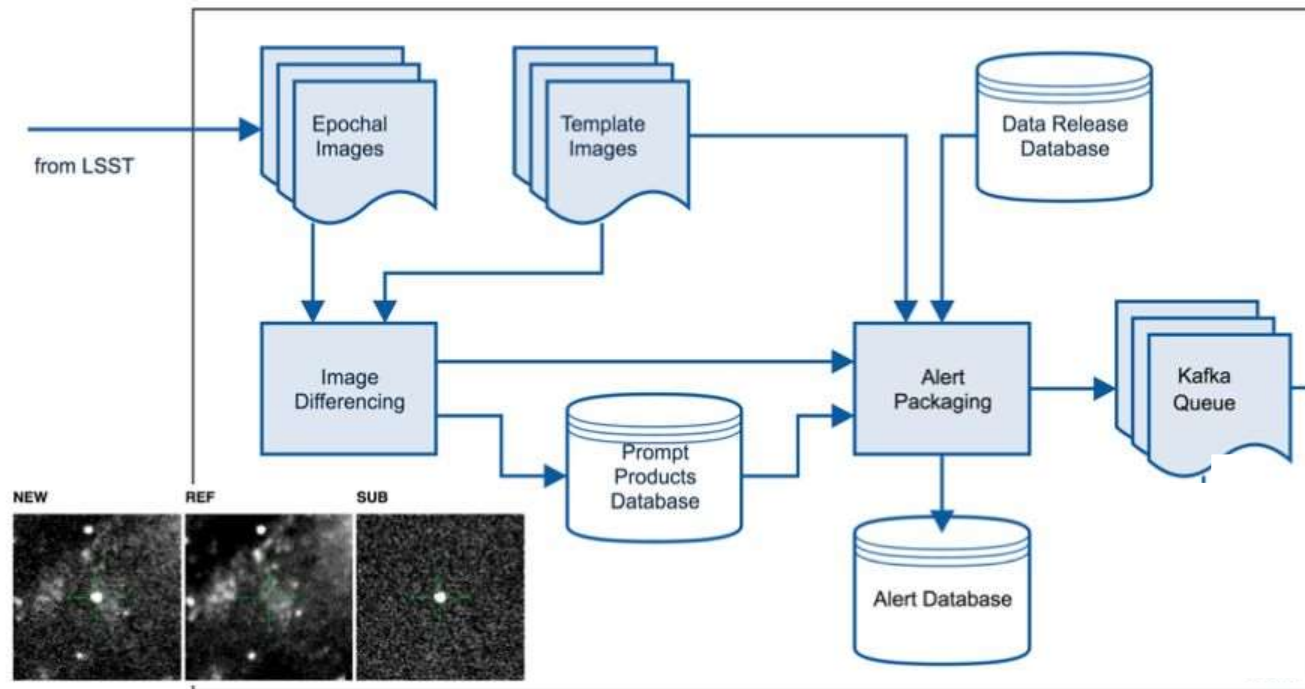 Epochal
Images
Template
Images
Data Release
Database
from LSST
Image
Differencing
Alert
Packaging
Kafka
Queue
Prompt
Products
Database
NEW
REF
SUB
Alert Database